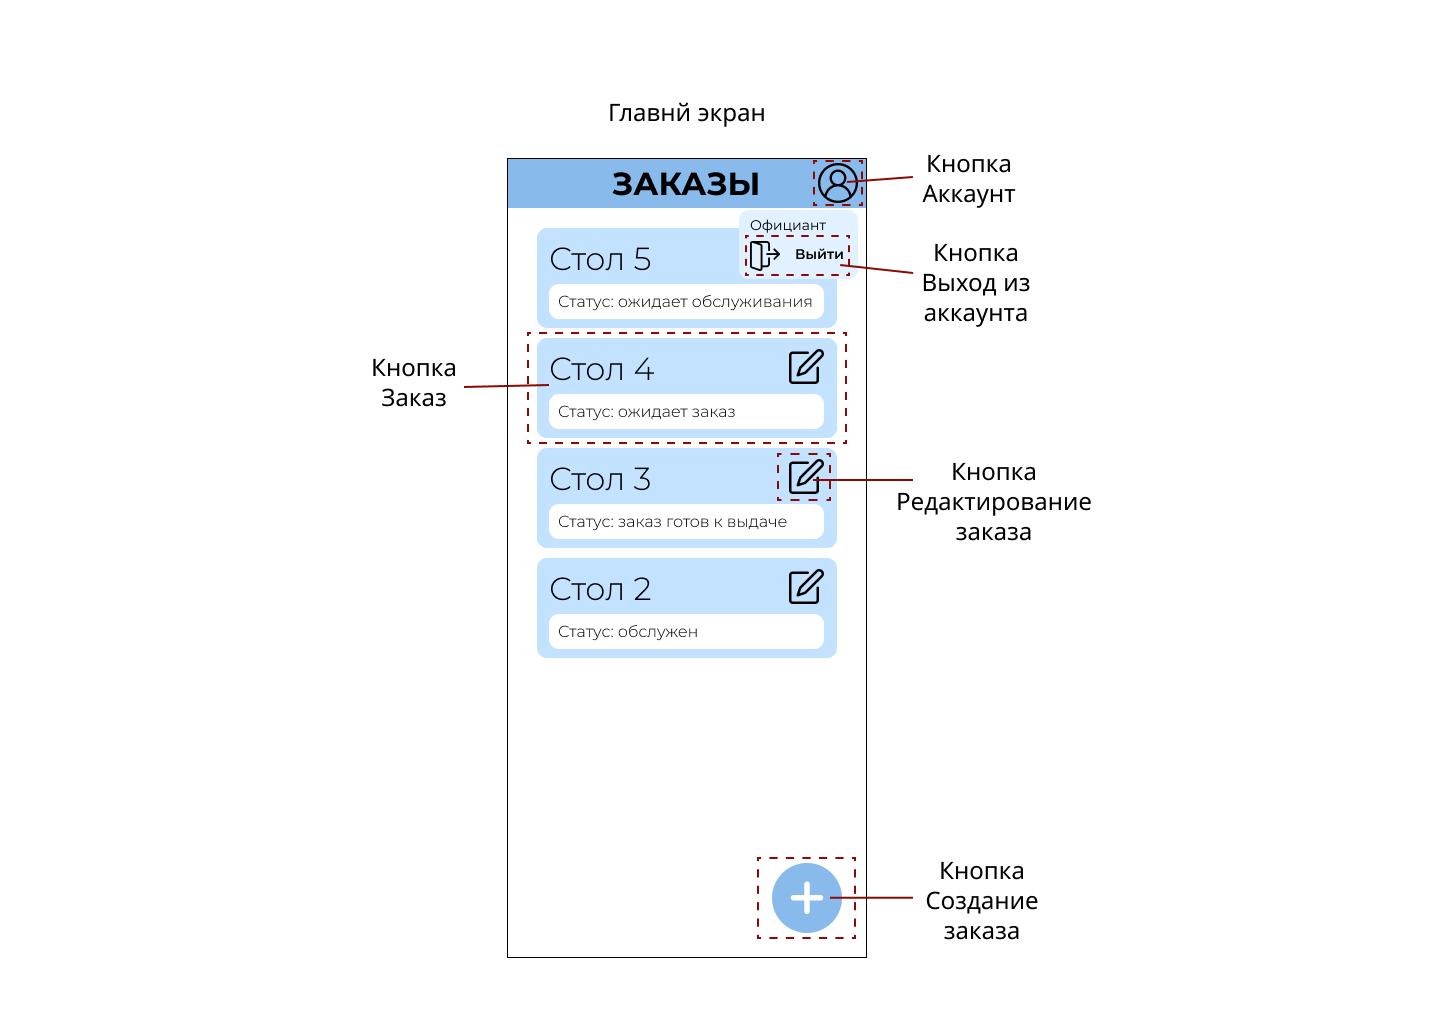 Главнй экран
ЗАКАЗЫ
Кнопка
Аккаунт
Официант
Выйти
Кнопка
Выход из
аккаунта
Стол 5
Статус: ожидает обслуживания
Кнопка
Заказ
Стол 4
Статус: ожидает заказ
Стол 3
Статус: заказ готов к выдаче
Кнопка
Редактирование
заказа
Стол 2
Статус: обслужен
Кнопка
Создание
заказа